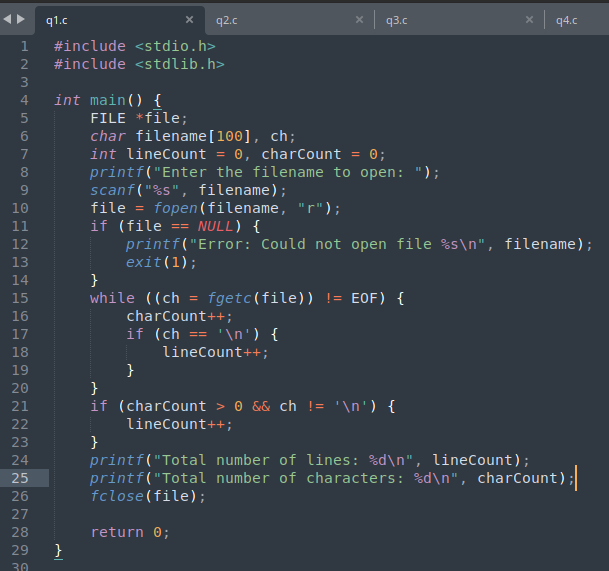 q1.c × q2.c × q3.c × q4.c
1 #include <stdio.h>
2 #include <stdlib.h>
3
4 int main() {
5     FILE *file;
6     char filename[100], ch;
7     int lineCount = 0, charCount = 0;
8     printf("Enter the filename to open: ");
9     scanf("%s", filename);
10     file = fopen(filename, "r");
11     if (file == NULL) {
12         printf("Error: Could not open file %s\n", filename);
13         exit(1);
14     }
15     while ((ch = fgetc(file)) != EOF) {
16         charCount++;
17         if (ch == '\n') {
18             lineCount++;
19         }
20     }
21     if (charCount > 0 && ch != '\n') {
22         lineCount++;
23     }
24     printf("Total number of lines: %d\n", lineCount);
25     printf("Total number of characters: %d\n", charCount);
26     fclose(file);
27
28     return 0;
29 }
30